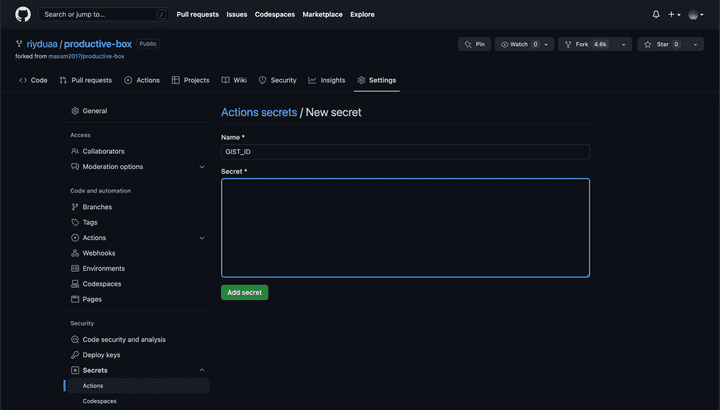 Search or jump to... / Pull requests Issues Codespaces Marketplace Explore
riyduaa / productive-box Public Pin Watch 0 Fork 4.6k Star 0
forked from maxam2017/productive-box
Code Pull requests Actions Projects Wiki Security Insights Settings
General
Access
Collaborators
Moderation options
Code and automation
Branches
Tags
Actions
Webhooks
Environments
Codespaces
Pages
Security
Code security and analysis
Deploy keys
Secrets
Actions
Codespaces
Actions secrets / New secret
Name *
GIST_ID
Secret *
Add secret